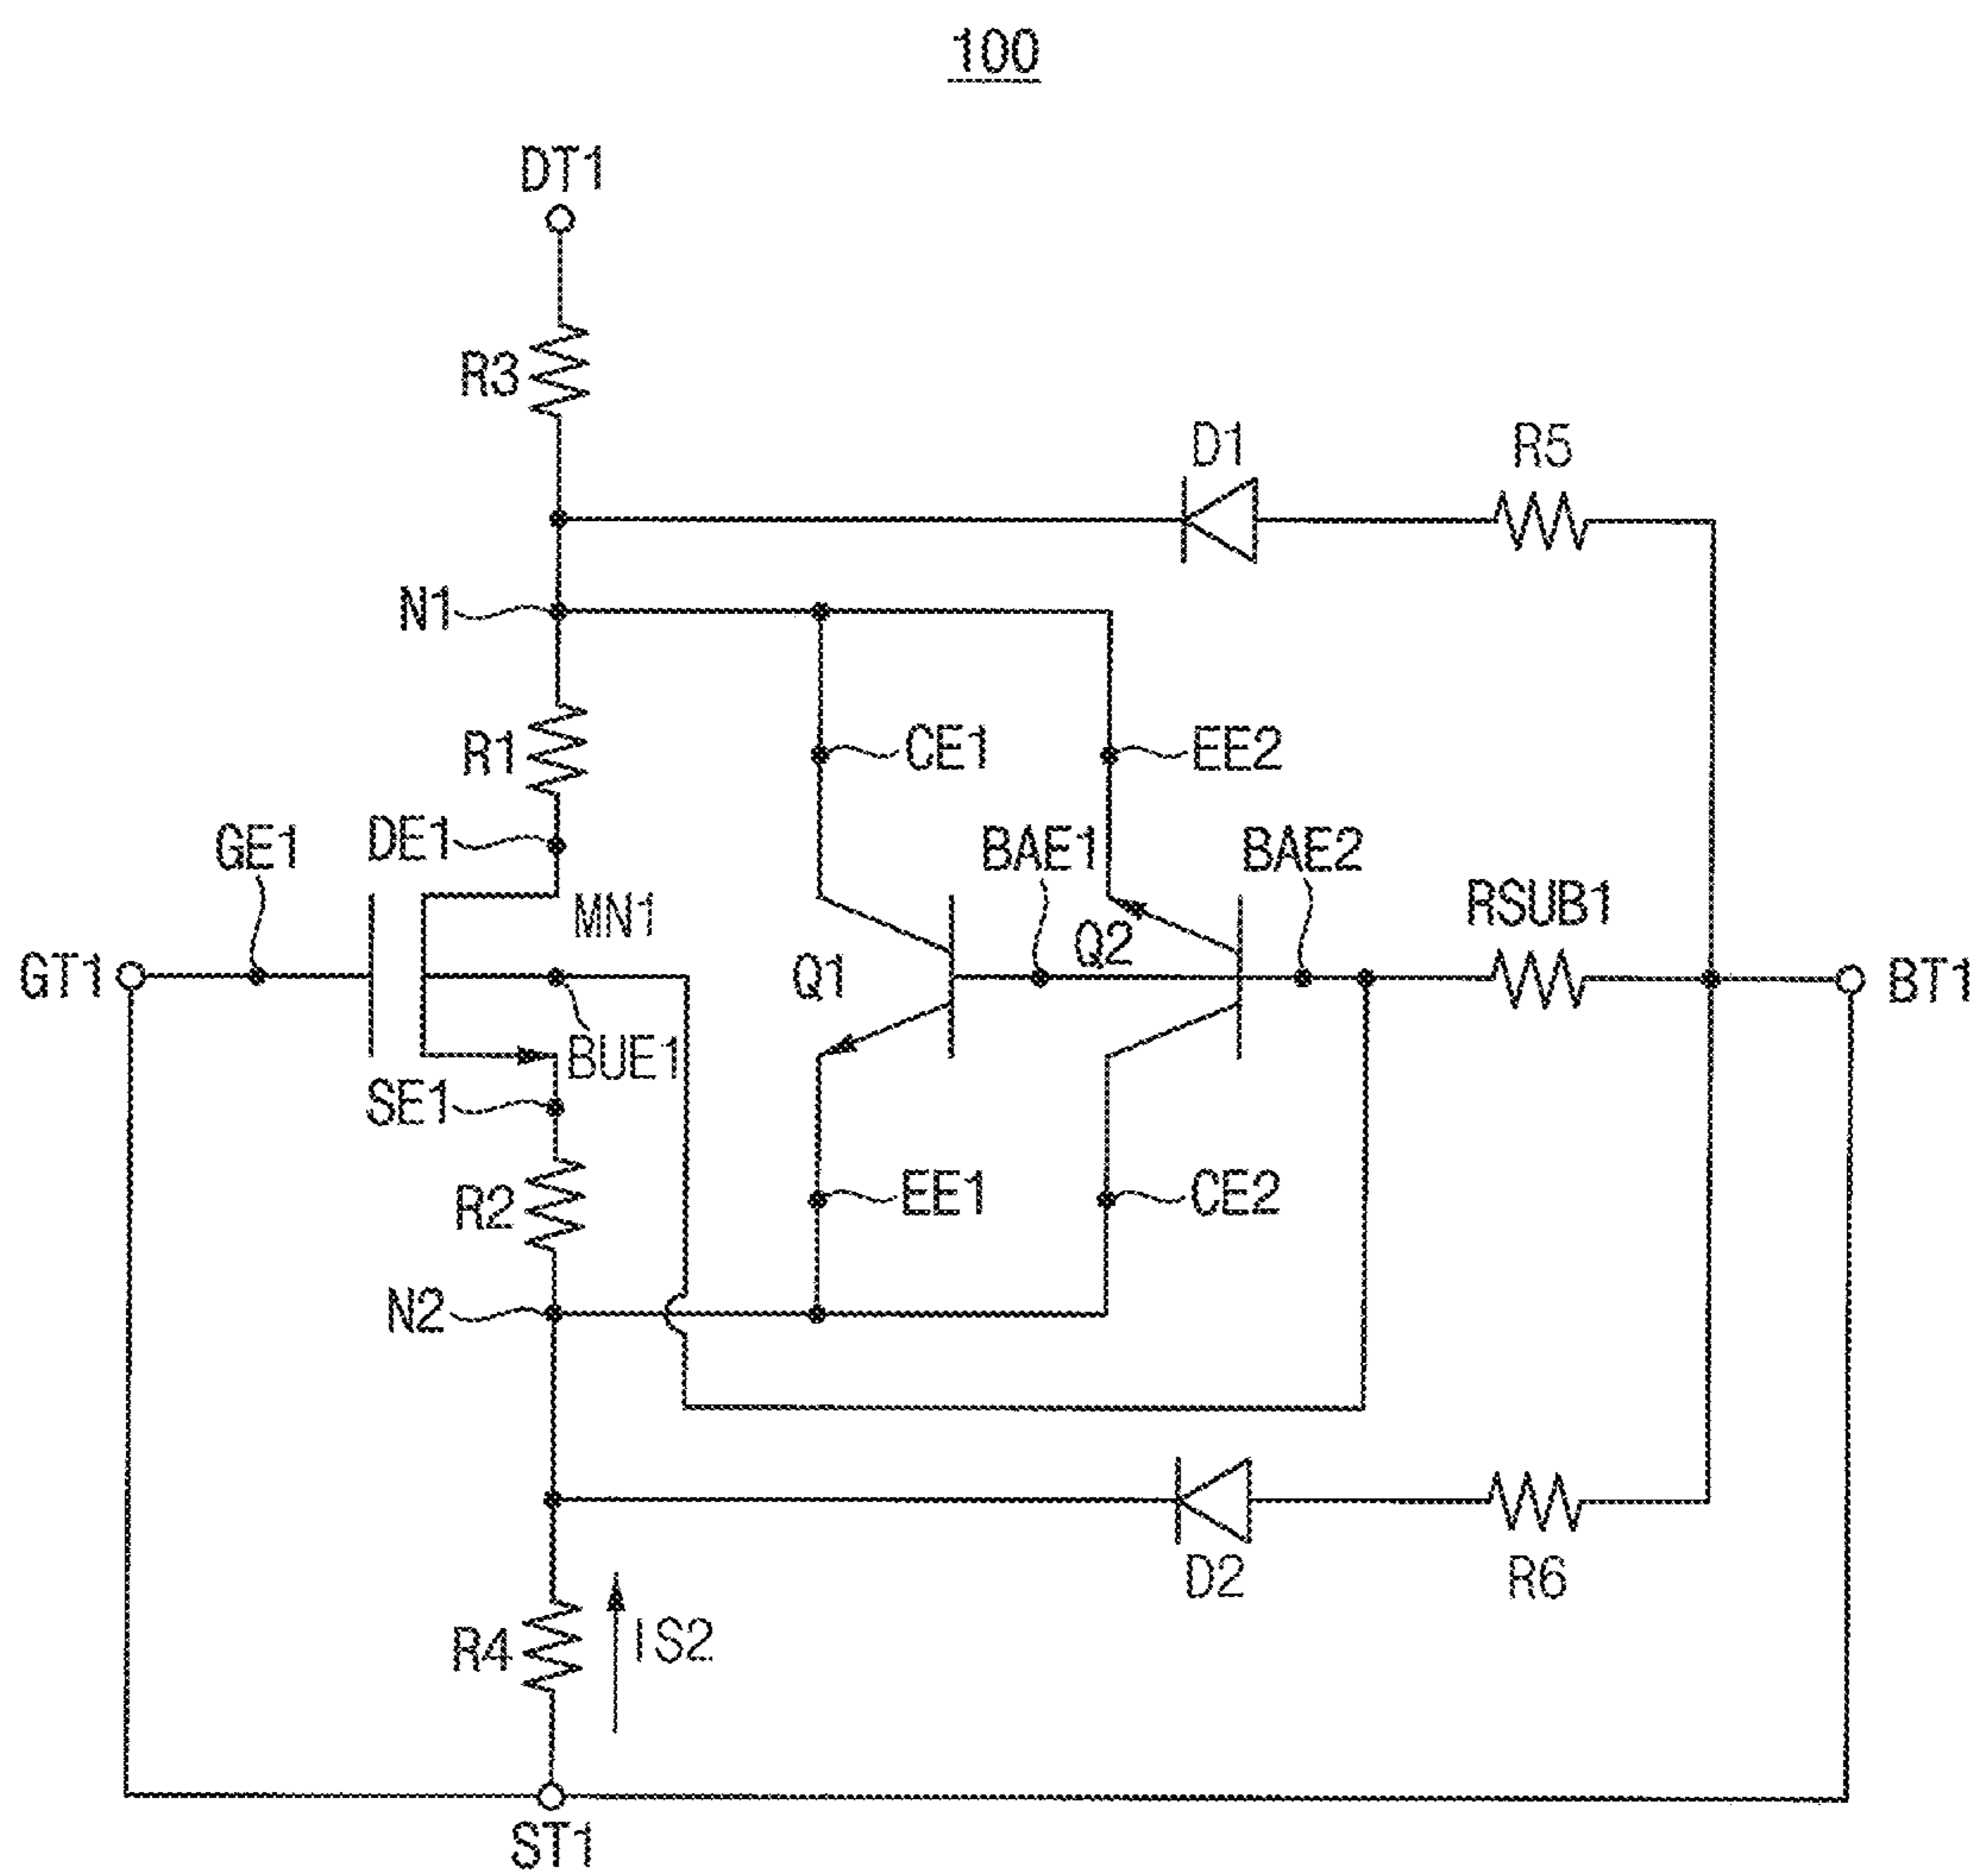 100
DT1
R3
D1
R5
N1
R1
CE1
EE2
GE1
DE1
BAE1
BAE2
MN1
RSUB1
GT1
Q1
Q2
BT1
BUE1
SE1
R2
EE1
CE2
N2
D2
R6
R4
IS2
ST1